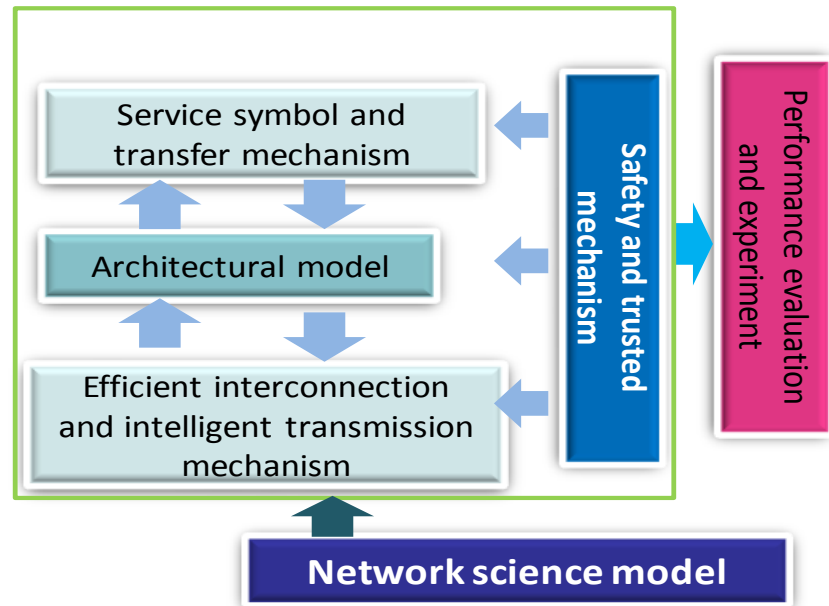 Service symbol and
transfer mechanism
Architectural model
Efficient interconnection
and intelligent transmission
mechanism
Safety and trusted
mechanism
Performance evaluation
and experiment
Network science model